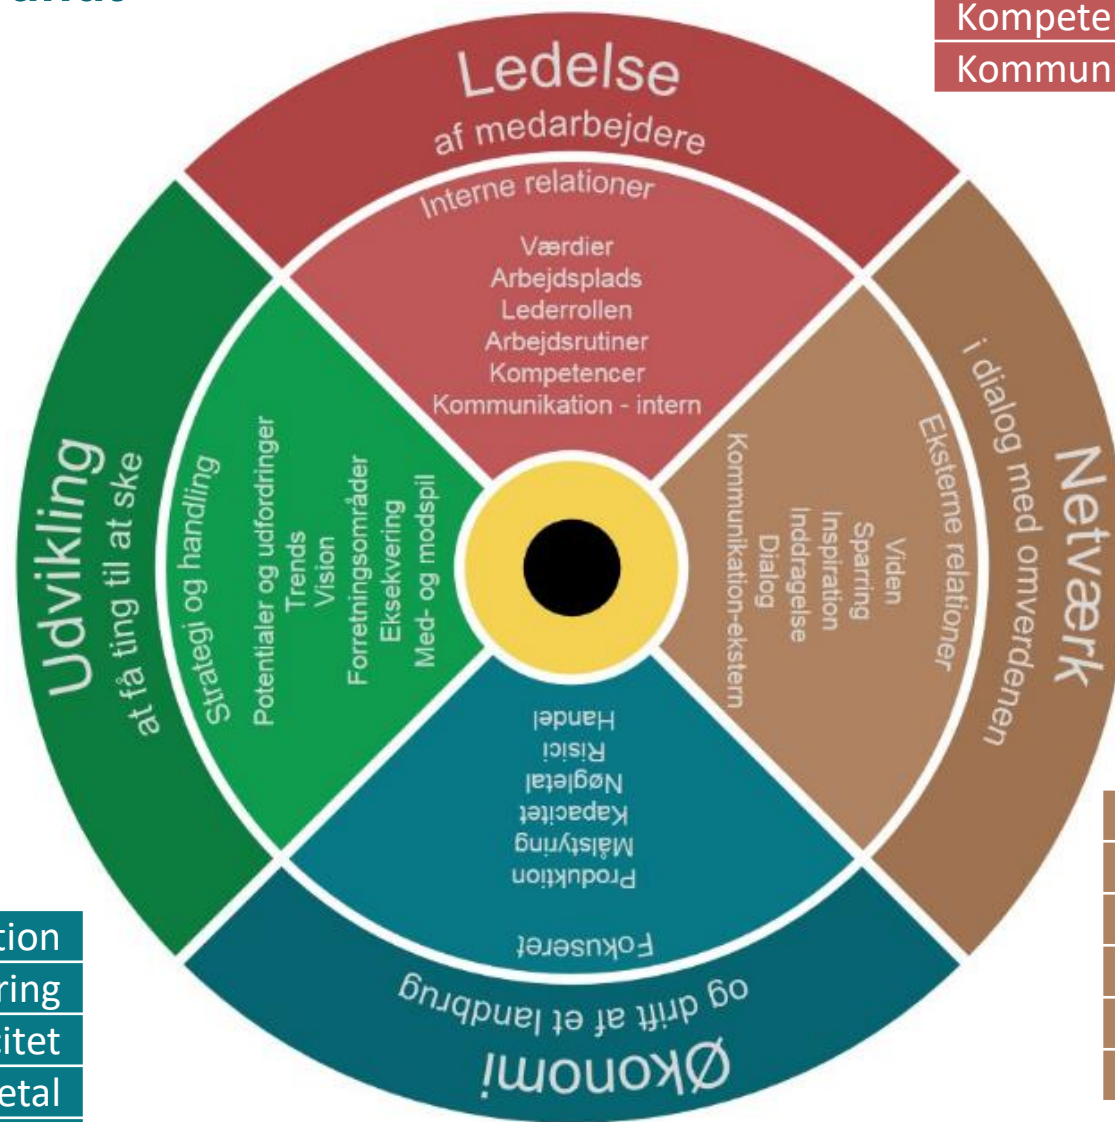 Kompete
Kommun
Ledelse
af medarbejdere
Interne relationer
Værdier
Arbejdsplads
Lederrollen
Arbejdsrutiner
Kompetencer
Kommunikation - intern
Netværk
i dialog med omverdenen
Eksterne relationer
Viden
Sparring
Inspiration
Inddragelse
Dialog
Kommunikation-ekstern
Økonomi
og drift af et landbrug
Fokuseret
Produktion
Målstyring
Kapacitet
Nøgletal
Risici
Handel
Udvikling
at få ting til at ske
Strategi og handling
Potentialer og udfordringer
Trends
Vision
Forretningsområder
Eksekvering
Med- og modspil
tion
ring
citet
etal